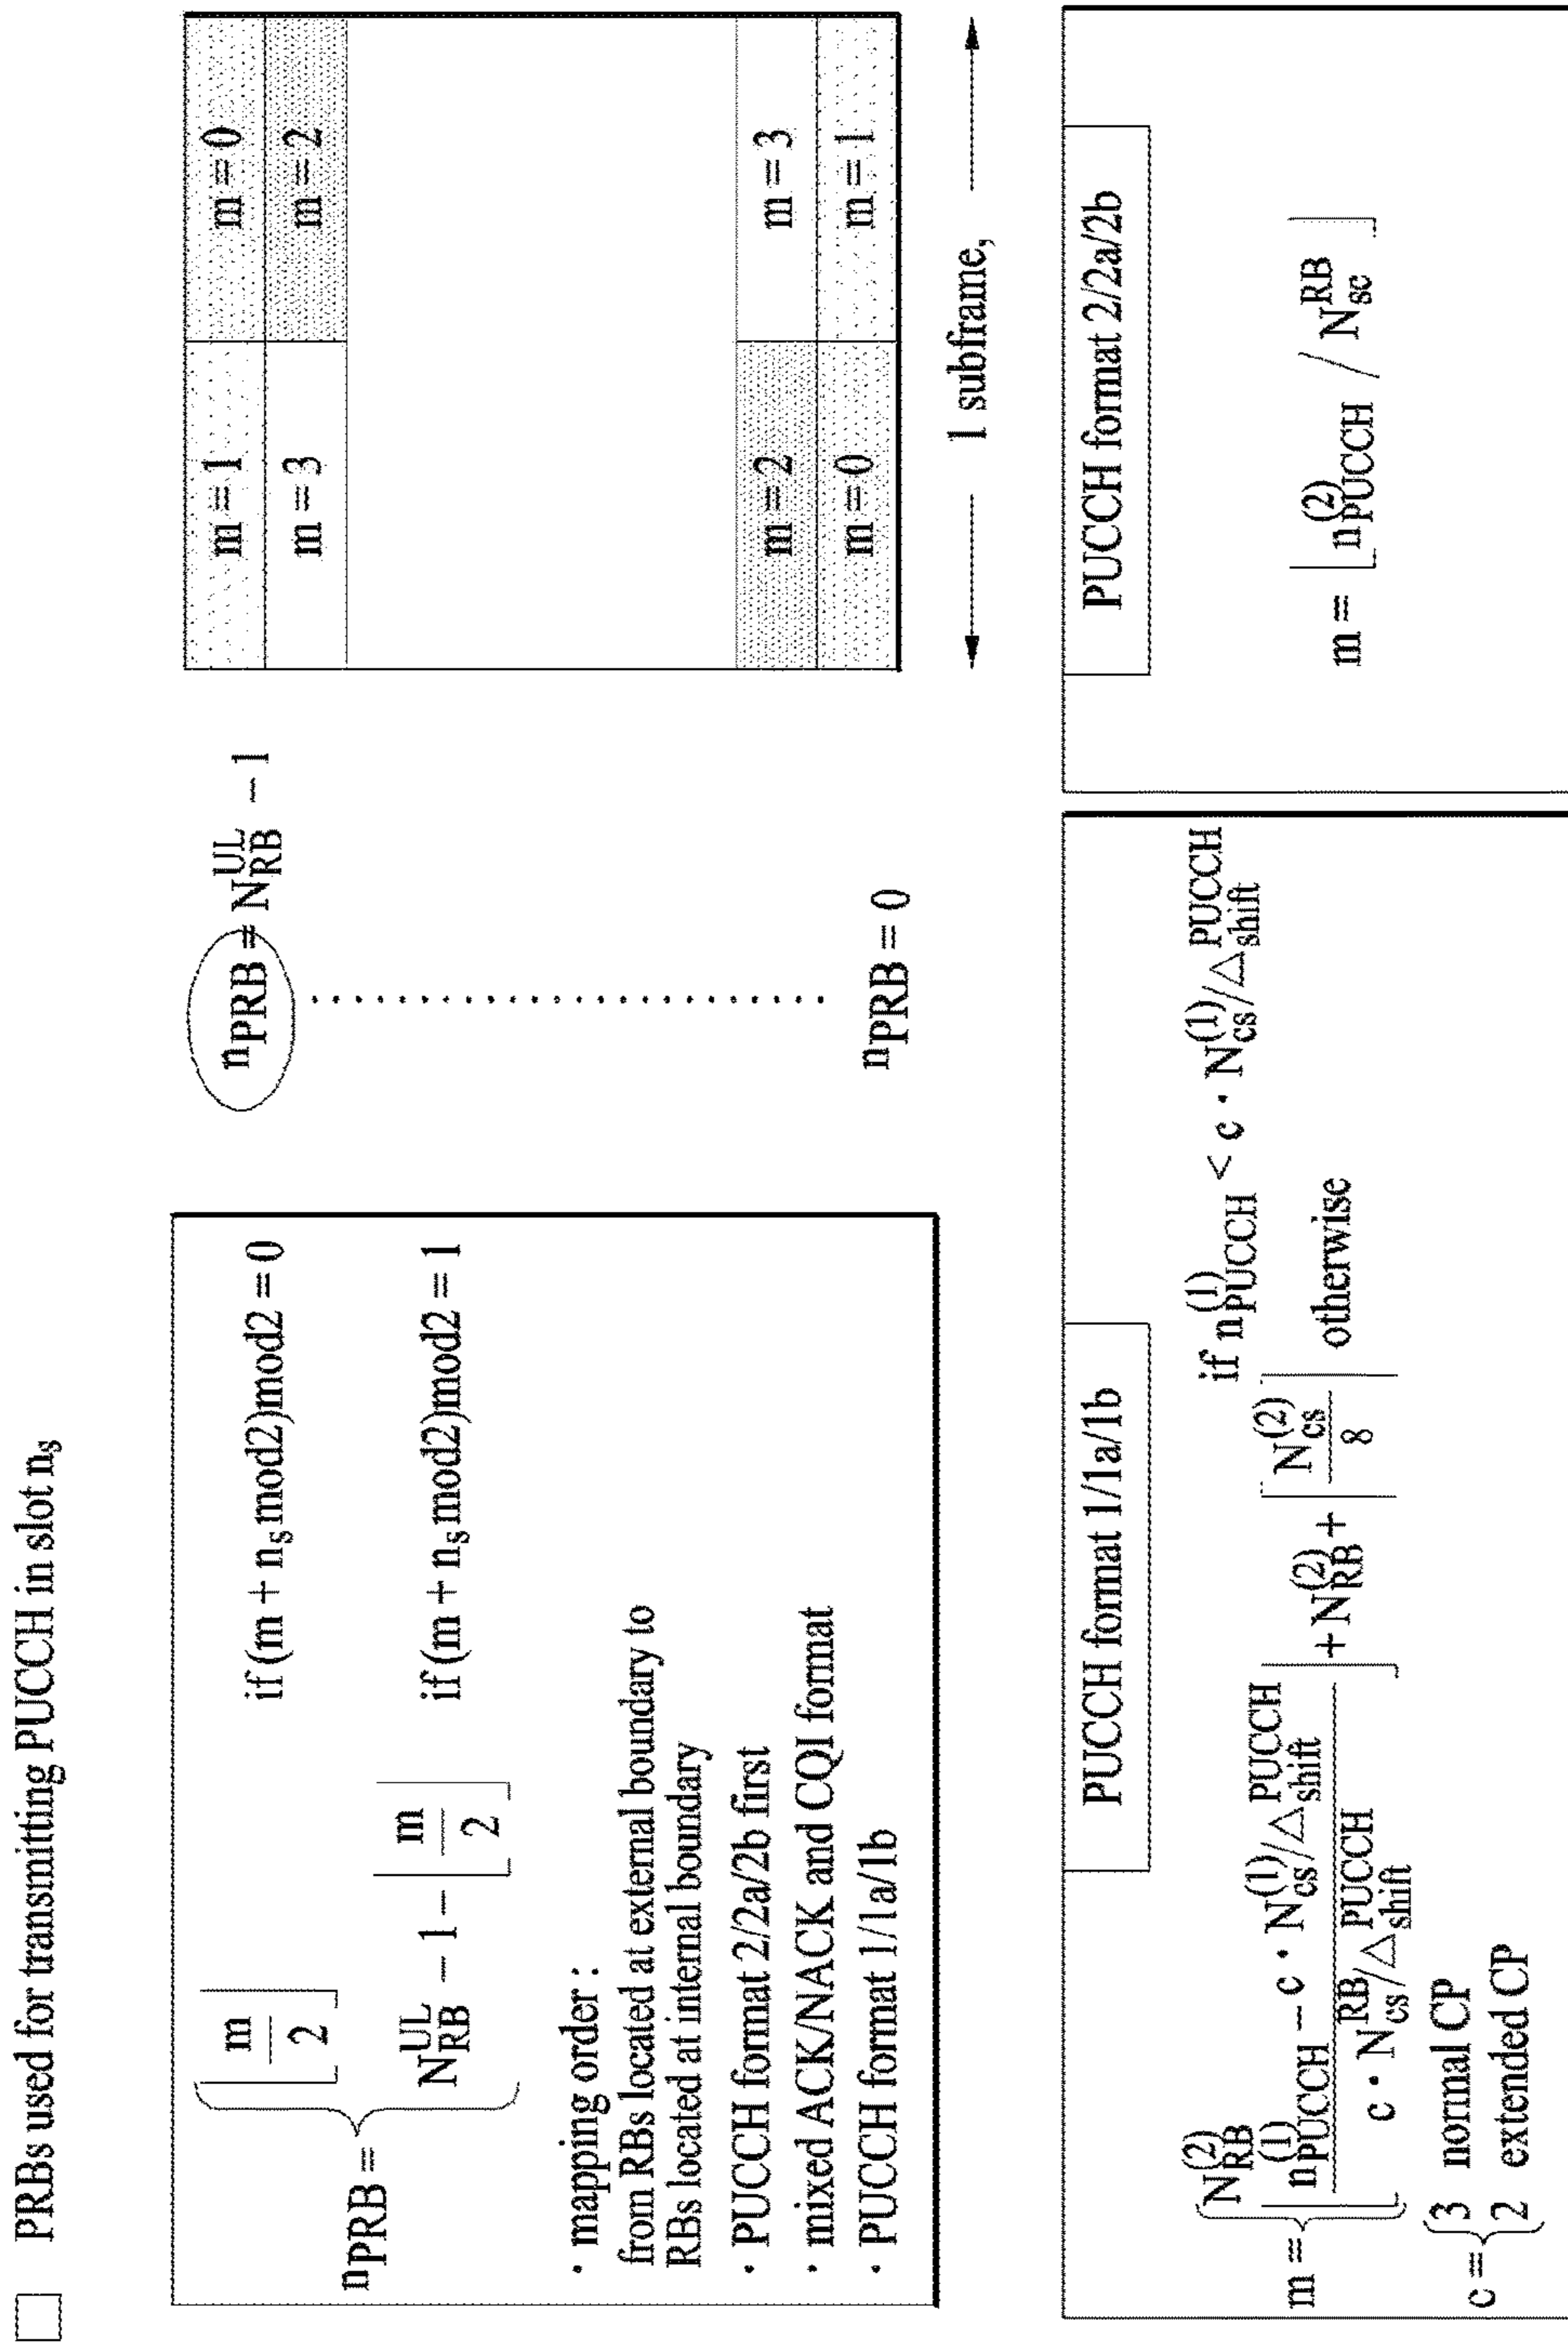 □ PRBs used for transmitting PUCCH in slot n_s
n_PRB = { ⌊m/2⌋ if (m + n_s mod2)mod2 = 0
N_RB^UL − 1 − ⌊m/2⌋ if (m + n_s mod2)mod2 = 1
· mapping order :
from RBs located at external boundary to
RBs located at internal boundary
· PUCCH format 2/2a/2b first
· mixed ACK/NACK and CQI format
· PUCCH format 1/1a/1b
n_PRB = N_RB^UL − 1
n_PRB = 0
m = 1 m = 0
m = 3 m = 2
m = 2 m = 3
m = 0 m = 1
1 subframe,
PUCCH format 1/1a/1b
m = { N_RB^(2) if n_PUCCH^(1) < c · N_cs^(1)/△_shift^PUCCH
⌊(n_PUCCH^(1) − c · N_cs^(1)/△_shift^PUCCH) / (c · N_cs^RB/△_shift^PUCCH)⌋ + N_RB^(2) + ⌈N_cs^(2)/8⌉ otherwise
c = { 3 normal CP
2 extended CP
PUCCH format 2/2a/2b
m = ⌊n_PUCCH^(2) / N_sc^RB⌋